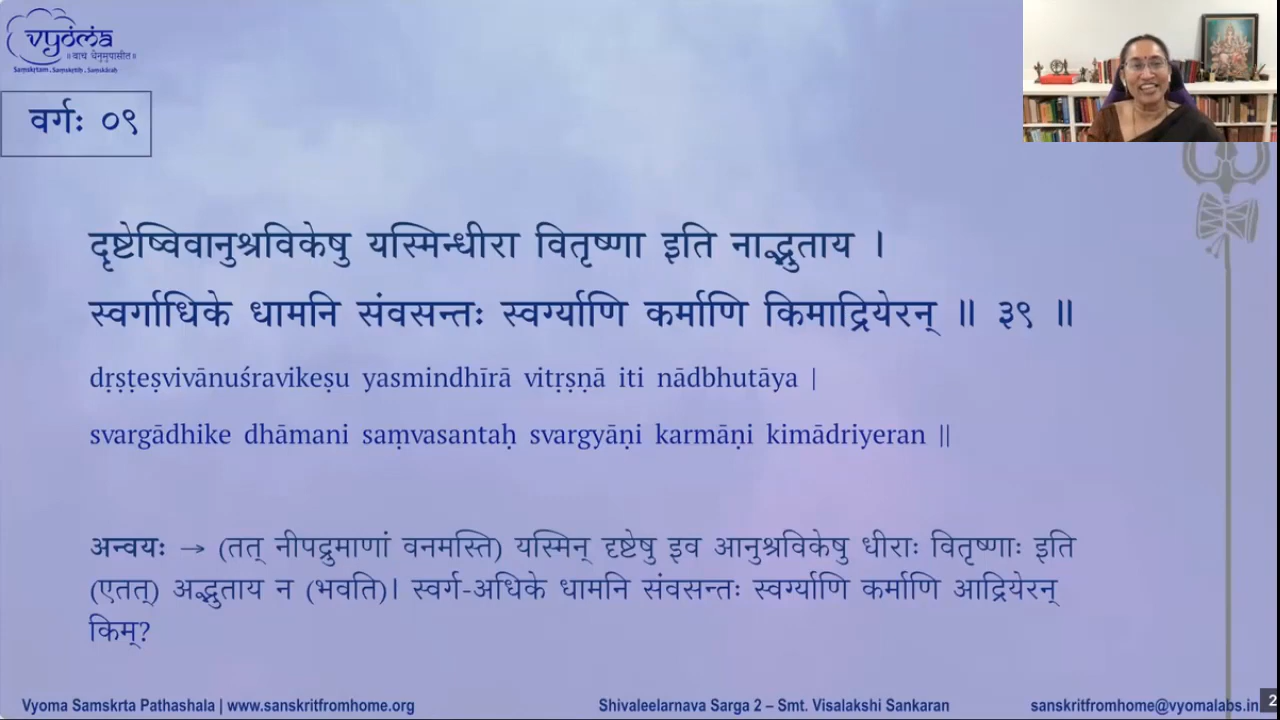 vyoma
॥ वाचं धेनुमुपासीत॥
Saṃskṛtam . Saṃskṛtiḥ . Saṃskāraḥ
वर्गः ०९
दृष्टेष्विवानुश्रविकेषु यस्मिन्धीरा वितृष्णा इति नाद्भुताय ।
स्वर्गाधिके धामनि संवसन्तः स्वर्ग्याणि कर्माणि किमाद्रियेरन् ॥ ३९ ॥
dṛṣṭeṣvivānuśravikeṣu yasmindhīrā vitṛṣṇā iti nādbhutāya |
svargādhike dhāmani saṃvasantaḥ svargyāṇi karmāṇi kimādriyeran ||
अन्वयः → (तत् नीपद्रुमाणां वनमस्ति) यस्मिन् दृष्टेषु इव आनुश्रविकेषु धीराः वितृष्णाः इति
(एतत्) अद्भुताय न (भवति)। स्वर्ग-अधिके धामनि संवसन्तः स्वर्ग्याणि कर्माणि आद्रियेरन्
किम्?
Vyoma Samskrta Pathashala | www.sanskritfromhome.org Shivaleelarnava Sarga 2 – Smt. Visalakshi Sankaran sanskritfromhome@vyomalabs.in 2